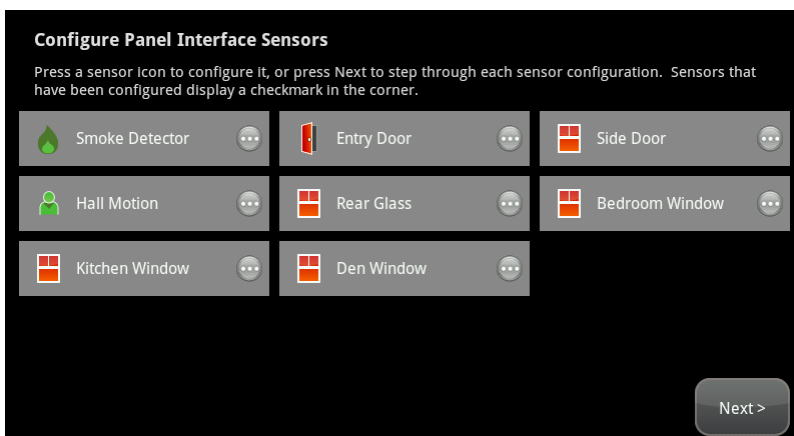 Configure Panel Interface Sensors
Press a sensor icon to configure it, or press Next to step through each sensor configuration.  Sensors that
have been configured display a checkmark in the corner.
Smoke Detector
Entry Door
Side Door
Hall Motion
Rear Glass
Bedroom Window
Kitchen Window
Den Window
Next >